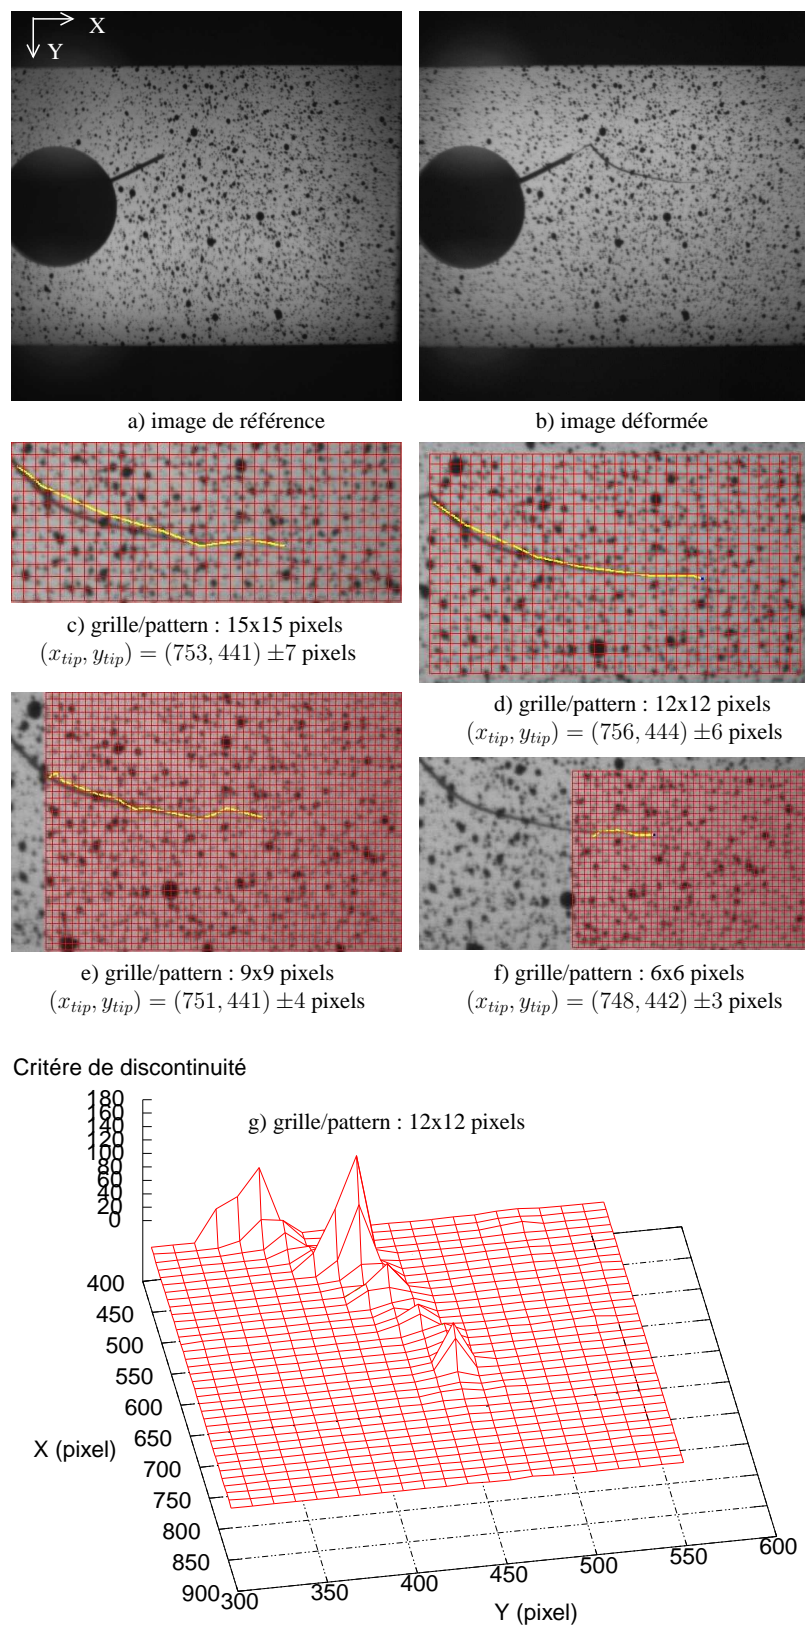 X
Y
a) image de référence
b) image déformée
c) grille/pattern : 15x15 pixels
(x_tip, y_tip) = (753, 441) ±7 pixels
d) grille/pattern : 12x12 pixels
(x_tip, y_tip) = (756, 444) ±6 pixels
e) grille/pattern : 9x9 pixels
(x_tip, y_tip) = (751, 441) ±4 pixels
f) grille/pattern : 6x6 pixels
(x_tip, y_tip) = (748, 442) ±3 pixels
Critére de discontinuité
g) grille/pattern : 12x12 pixels
180
160
140
120
100
80
60
40
20
0
400
450
500
550
600
650
700
750
800
850
900
X (pixel)
300
350
400
450
500
550
600
Y (pixel)